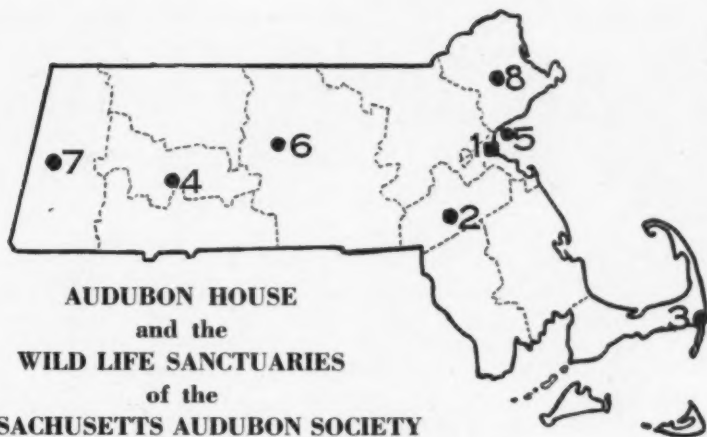 8
5
1
6
7
4
2
3
AUDUBON HOUSE
and the
WILD LIFE SANCTUARIES
of the
SACHUSETTS AUDUBON SOCIETY